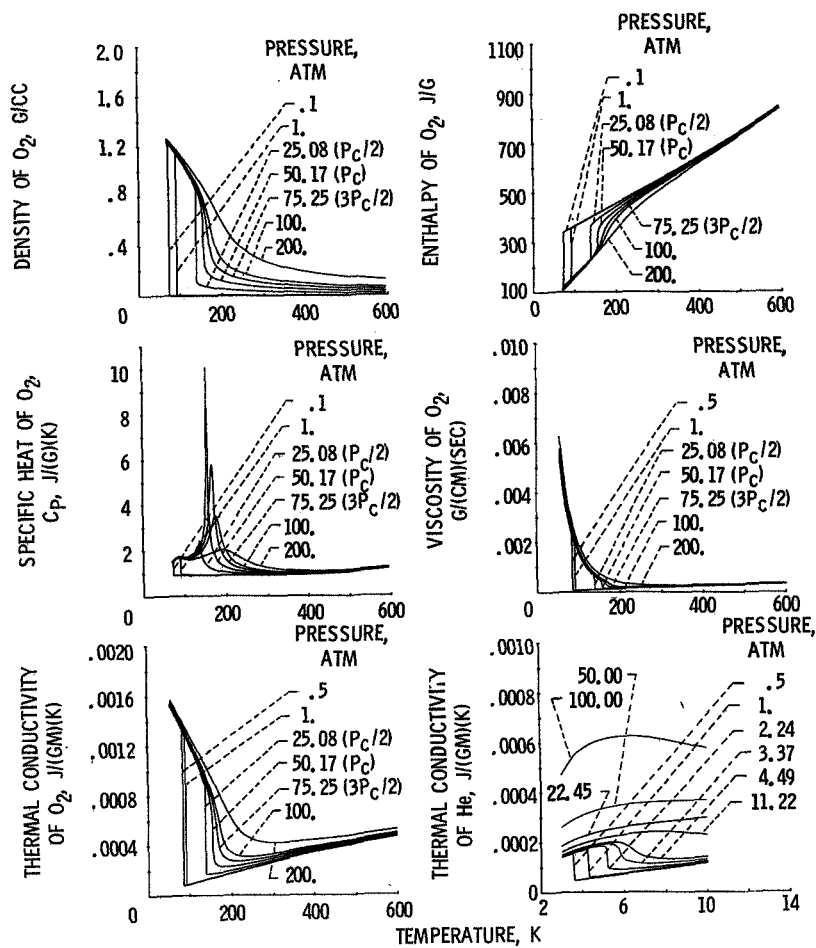 PRESSURE,
ATM
2.0
1.6
1.2
.8
.4
0
200
400
600
DENSITY OF O2, G/CC
.1
1.
25.08 (PC/2)
50.17 (PC)
75.25 (3PC/2)
100.
200.
PRESSURE,
ATM
1100
900
700
500
300
100
0
200
400
600
ENTHALPY OF O2, J/G
.1
1.
25.08 (PC/2)
50.17 (PC)
75.25 (3PC/2)
100.
200.
PRESSURE,
ATM
10
8
6
4
2
0
200
400
600
SPECIFIC HEAT OF O2,
CP, J/(G)(K)
.1
1.
25.08 (PC/2)
50.17 (PC)
75.25 (3PC/2)
100.
200.
PRESSURE,
ATM
.010
.008
.006
.004
.002
0
200
400
600
VISCOSITY OF O2,
G/(CM)(SEC)
.5
1.
25.08 (PC/2)
50.17 (PC)
75.25 (3PC/2)
100.
200.
PRESSURE,
ATM
.0020
.0016
.0012
.0008
.0004
0
200
400
600
THERMAL CONDUCTIVITY
OF O2, J/(GM)(K)
.5
1.
25.08 (PC/2)
50.17 (PC)
75.25 (3PC/2)
100.
200.
PRESSURE,
ATM
.0010
.0008
.0006
.0004
.0002
0
2
6
10
14
THERMAL CONDUCTIVITY
OF He, J/(GM)(K)
50.00
100.00
22.45
.5
1.
2.24
3.37
4.49
11.22
TEMPERATURE, K